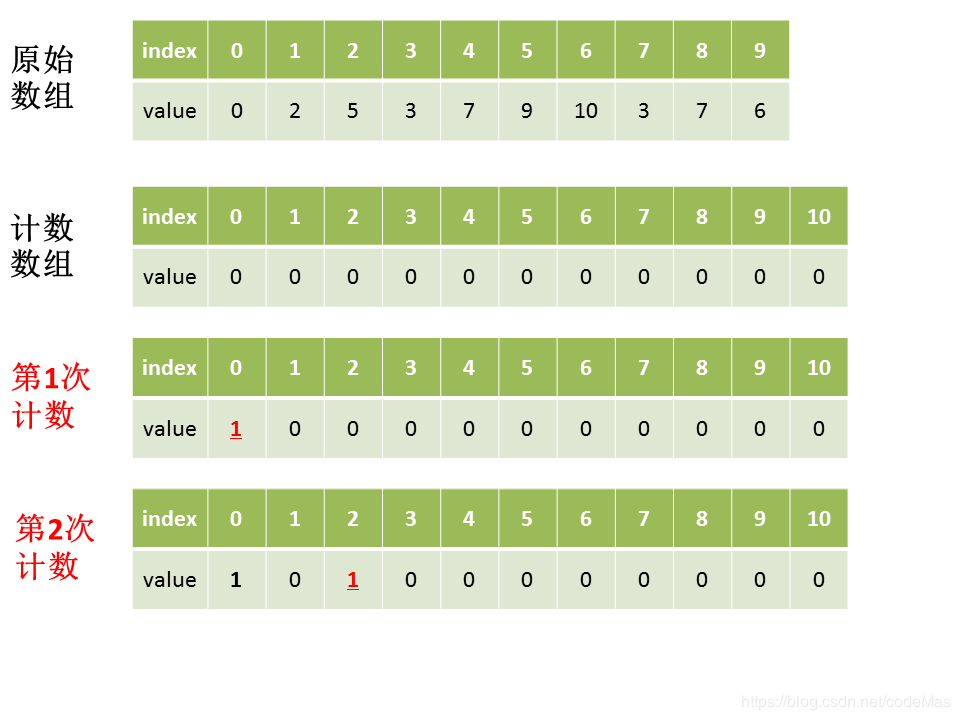 原始
数组
index 0 1 2 3 4 5 6 7 8 9
value 0 2 5 3 7 9 10 3 7 6
计数
数组
index 0 1 2 3 4 5 6 7 8 9 10
value 0 0 0 0 0 0 0 0 0 0 0
第1次
计数
index 0 1 2 3 4 5 6 7 8 9 10
value 1 0 0 0 0 0 0 0 0 0 0
第2次
计数
index 0 1 2 3 4 5 6 7 8 9 10
value 1 0 1 0 0 0 0 0 0 0 0
https://blog.csdn.net/codeMas